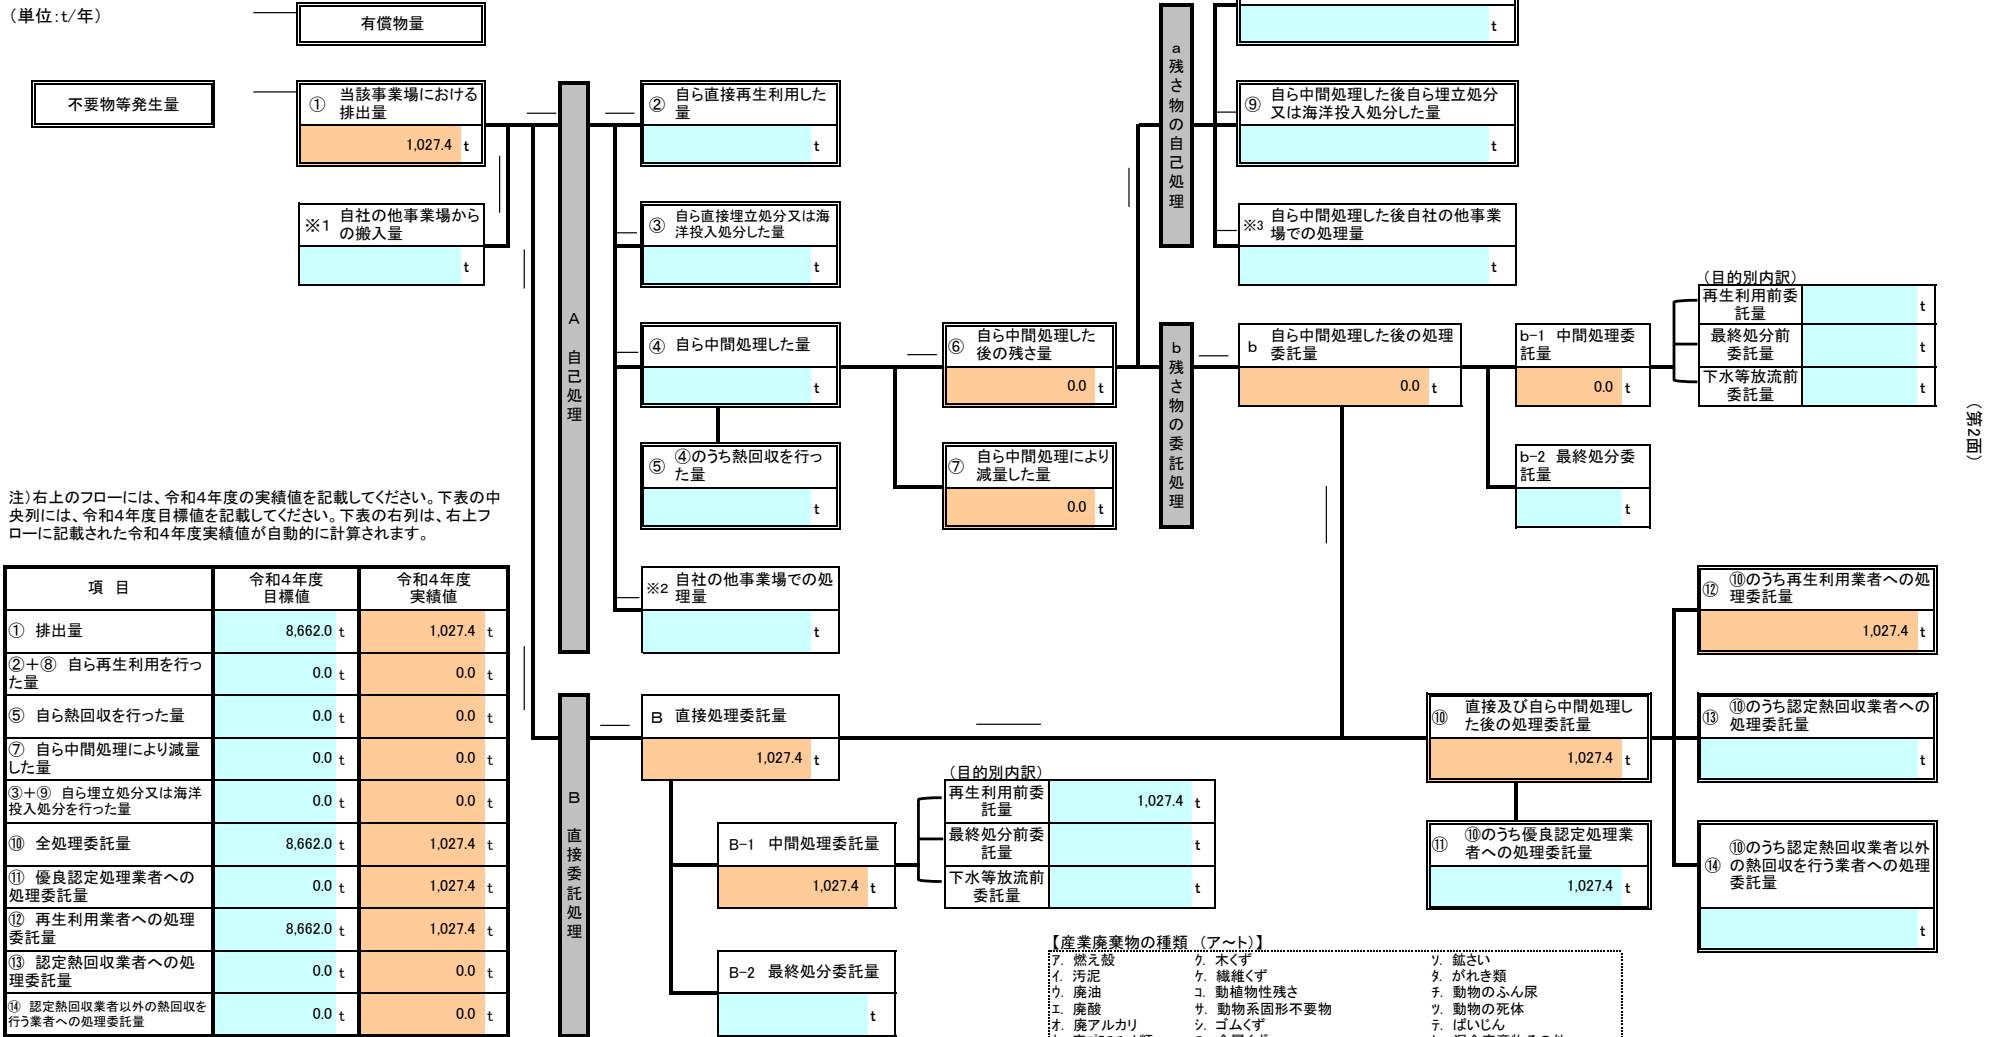 （単位:t/年）
有償物量
t
不要物等発生量
① 当該事業場における
排出量
1,027.4 t
※1 自社の他事業場から
の搬入量
t
A 自己処理
② 自ら直接再生利用した
量
t
③ 自ら直接埋立処分又は海
洋投入処分した量
t
④ 自ら中間処理した量
t
⑤ ④のうち熱回収を行っ
た量
t
※2 自社の他事業場での処
理量
t
⑥ 自ら中間処理した
後の残さ量
0.0 t
⑦ 自ら中間処理により
減量した量
0.0 t
a 残さ物の自己処理
⑨ 自ら中間処理した後自ら埋立処分
又は海洋投入処分した量
t
※3 自ら中間処理した後自社の他事業
場での処理量
t
b 残さ物の委託処理
b 自ら中間処理した後の処理
委託量
0.0 t
b-1 中間処理委
託量
0.0 t
b-2 最終処分委
託量
t
（目的別内訳）
再生利用前委
託量
t
最終処分前
委託量
t
下水等放流前
委託量
t
（第2面）
注）右上のフローには、令和4年度の実績値を記載してください。下表の中
央列には、令和4年度目標値を記載してください。下表の右列は、右上フ
ローに記載された令和4年度実績値が自動的に計算されます。
項 目 令和4年度
目標値 令和4年度
実績値
① 排出量 8,662.0 t 1,027.4 t
②＋⑧ 自ら再生利用を行っ
た量 0.0 t 0.0 t
⑤ 自ら熱回収を行った量 0.0 t 0.0 t
⑦ 自ら中間処理により減量
した量 0.0 t 0.0 t
③＋⑨ 自ら埋立処分又は海洋
投入処分を行った量 0.0 t 0.0 t
⑩ 全処理委託量 8,662.0 t 1,027.4 t
⑪ 優良認定処理業者への
処理委託量 0.0 t 1,027.4 t
⑫ 再生利用業者への処理
委託量 8,662.0 t 1,027.4 t
⑬ 認定熱回収業者への処
理委託量 0.0 t 0.0 t
⑭ 認定熱回収業者以外の熱回収を
行う業者への処理委託量 0.0 t 0.0 t
B 直接委託処理
B 直接処理委託量
1,027.4 t
B-1 中間処理委託量
1,027.4 t
B-2 最終処分委託量
t
（目的別内訳）
再生利用前委
託量
1,027.4 t
最終処分前委
託量
t
下水等放流前
委託量
t
⑩ 直接及び自ら中間処理し
た後の処理委託量
1,027.4 t
⑪ ⑩のうち優良認定処理業
者への処理委託量
1,027.4 t
⑫ ⑩のうち再生利用業者への処
理委託量
1,027.4 t
⑬ ⑩のうち認定熱回収業者への
処理委託量
t
⑭ ⑩のうち認定熱回収業者以外
の熱回収を行う業者への処理
委託量
t
【産業廃棄物の種類 （ア～ト）】
ア. 燃え殻 ク. 木くず ソ. 鉱さい
イ. 汚泥 ケ. 繊維くず タ. がれき類
ウ. 廃油 コ. 動植物性残さ チ. 動物のふん尿
エ. 廃酸 サ. 動物系固形不要物 ツ. 動物の死体
オ. 廃アルカリ シ. ゴムくず テ. ばいじん